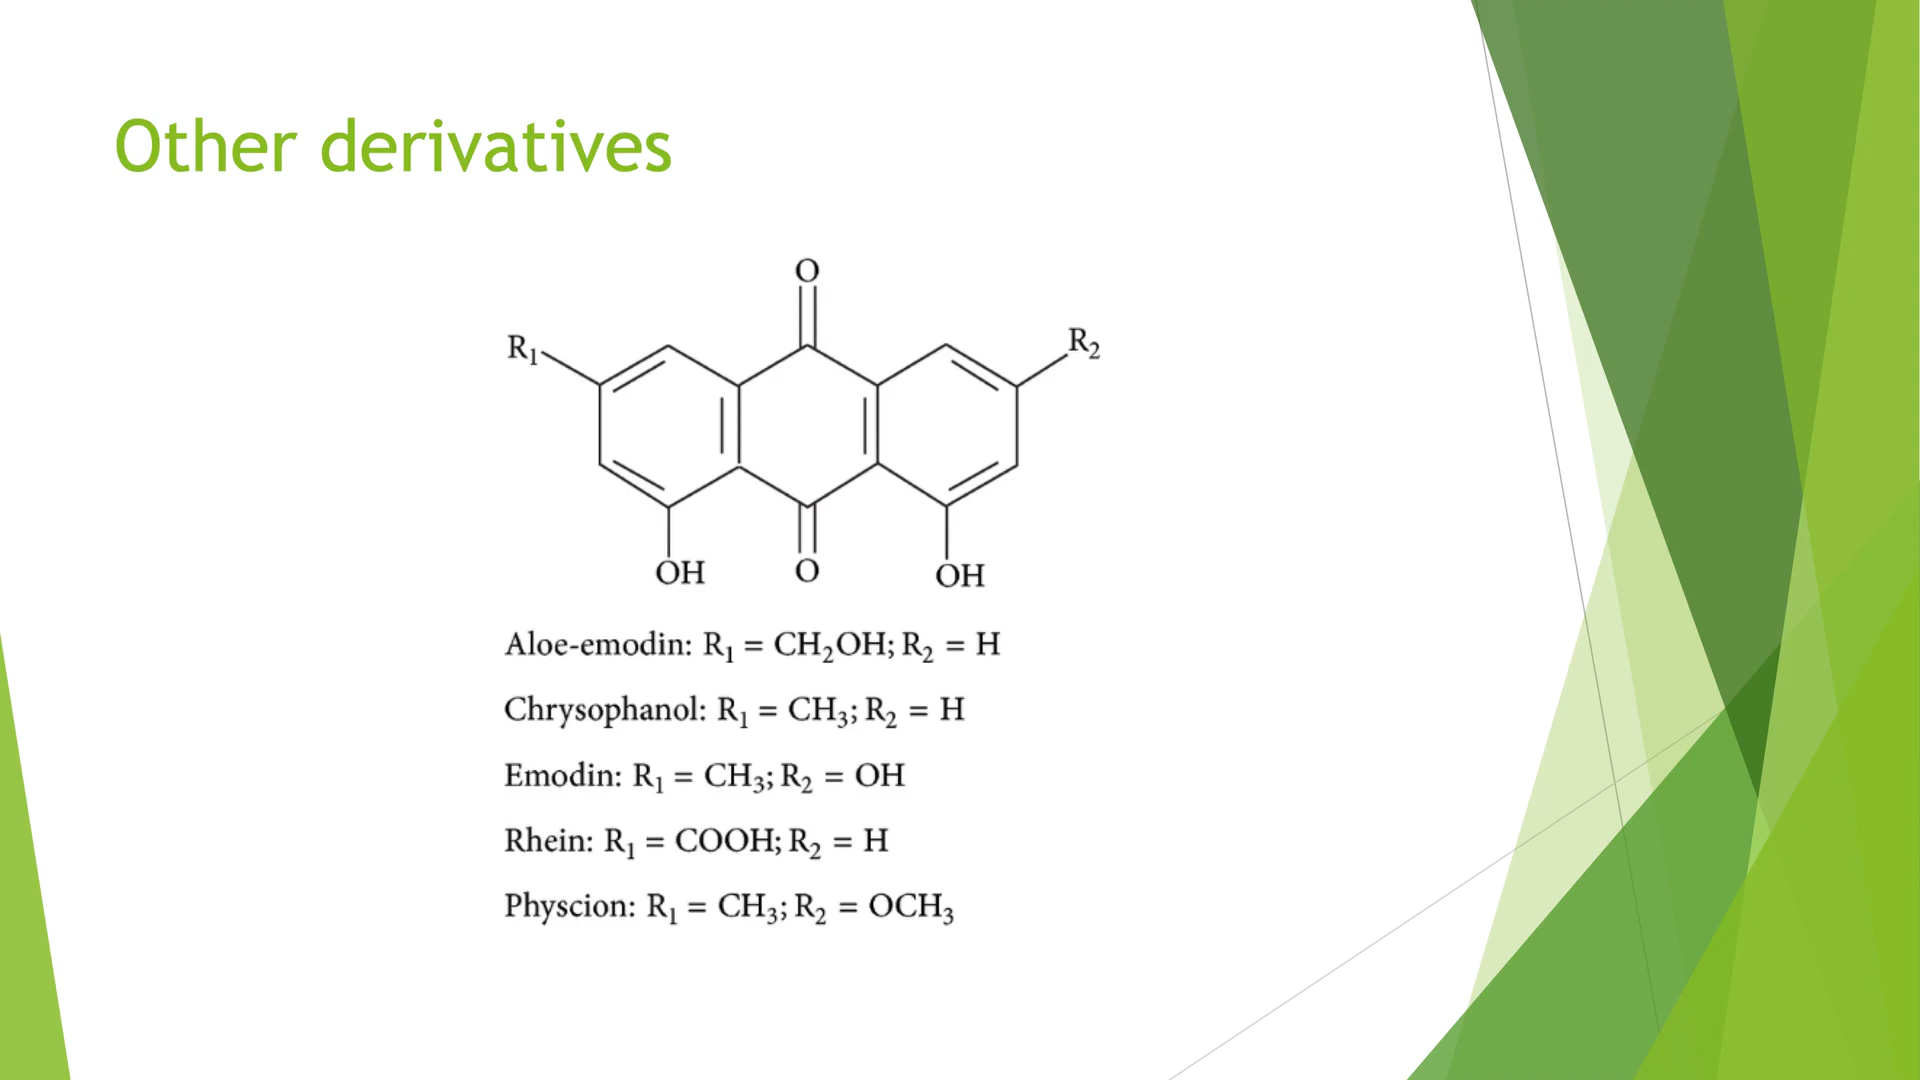 Other derivatives
O
R₁
R₂
OH
O
OH
Aloe-emodin: R₁ = CH₂OH; R₂ = H
Chrysophanol: R₁ = CH₃; R₂ = H
Emodin: R₁ = CH₃; R₂ = OH
Rhein: R₁ = COOH; R₂ = H
Physcion: R₁ = CH₃; R₂ = OCH₃